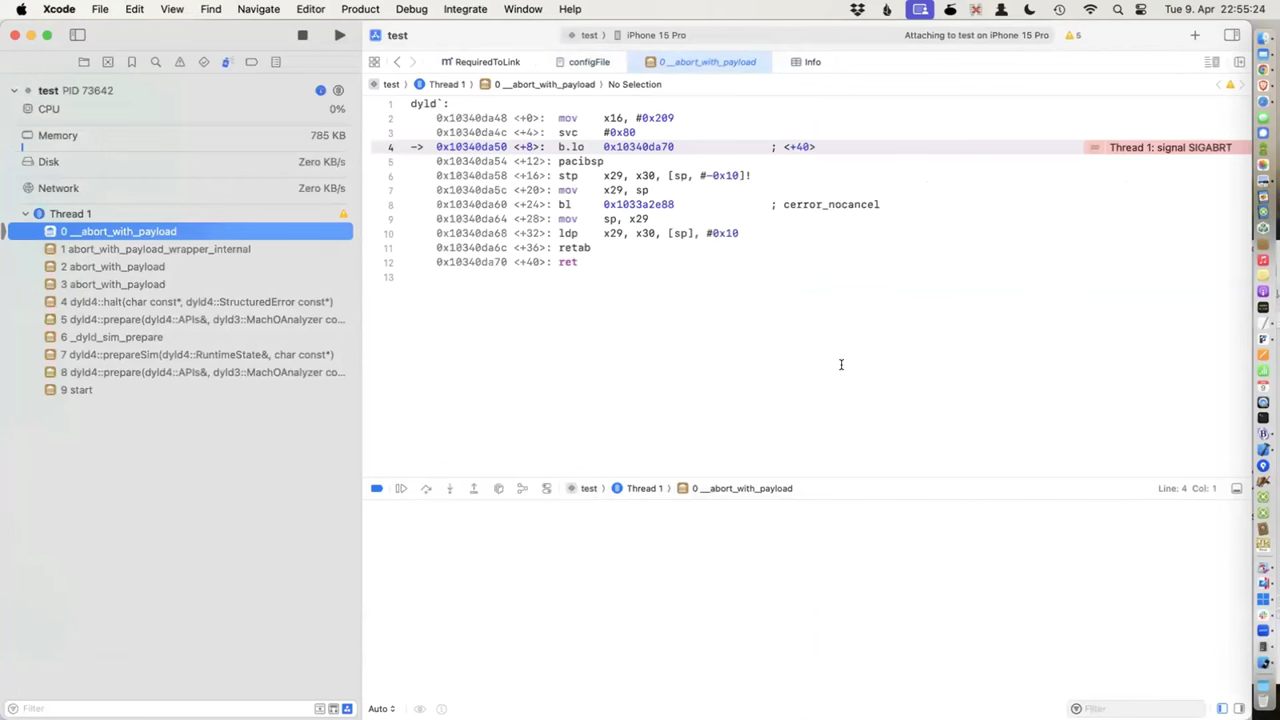 Xcode File Edit View Find Navigate Editor Product Debug Integrate Window Help Tue 9. Apr 22:55:24
test test 〉 iPhone 15 Pro Attaching to test on iPhone 15 Pro 5
RequiredToLink configFile 0 __abort_with_payload Info
test 〉 Thread 1 〉 0 __abort_with_payload 〉 No Selection
test PID 73642
CPU 0%
Memory 785 KB
Disk Zero KB/s
Network Zero KB/s
Thread 1
0 __abort_with_payload
1 abort_with_payload_wrapper_internal
2 abort_with_payload
3 abort_with_payload
4 dyld4::halt(char const*, dyld4::StructuredError const*)
5 dyld4::prepare(dyld4::APIs&, dyld3::MachOAnalyzer co...
6 _dyld_sim_prepare
7 dyld4::prepareSim(dyld4::RuntimeState&, char const*)
8 dyld4::prepare(dyld4::APIs&, dyld3::MachOAnalyzer co...
9 start
Filter
1 dyld`:
2 0x10340da48 <+0>: mov x16, #0x209
3 0x10340da4c <+4>: svc #0x80
4 -> 0x10340da50 <+8>: b.lo 0x10340da70 ; <+40> Thread 1: signal SIGABRT
5 0x10340da54 <+12>: pacibsp
6 0x10340da58 <+16>: stp x29, x30, [sp, #-0x10]!
7 0x10340da5c <+20>: mov x29, sp
8 0x10340da60 <+24>: bl 0x1033a2e88 ; cerror_nocancel
9 0x10340da64 <+28>: mov sp, x29
10 0x10340da68 <+32>: ldp x29, x30, [sp], #0x10
11 0x10340da6c <+36>: retab
12 0x10340da70 <+40>: ret
13
test 〉 Thread 1 〉 0 __abort_with_payload Line: 4 Col: 1
Auto Filter